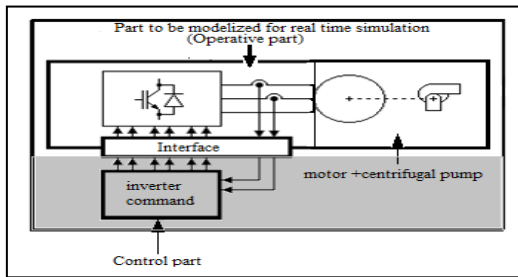 Part to be modelized for real time simulation
(Operative part)
Interface
inverter
command
motor +centrifugal pump
Control part